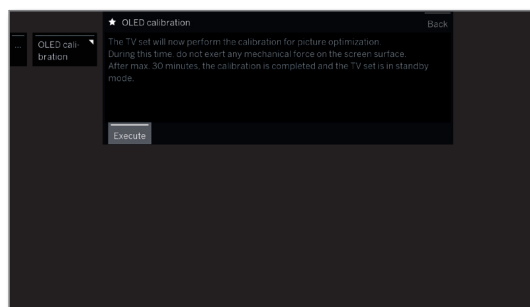 ★ OLED calibration
Back
...
OLED cali-
bration
The TV set will now perform the calibration for picture optimization.
During this time, do not exert any mechanical force on the screen surface.
After max. 30 minutes, the calibration is completed and the TV set is in standby
mode.
Execute